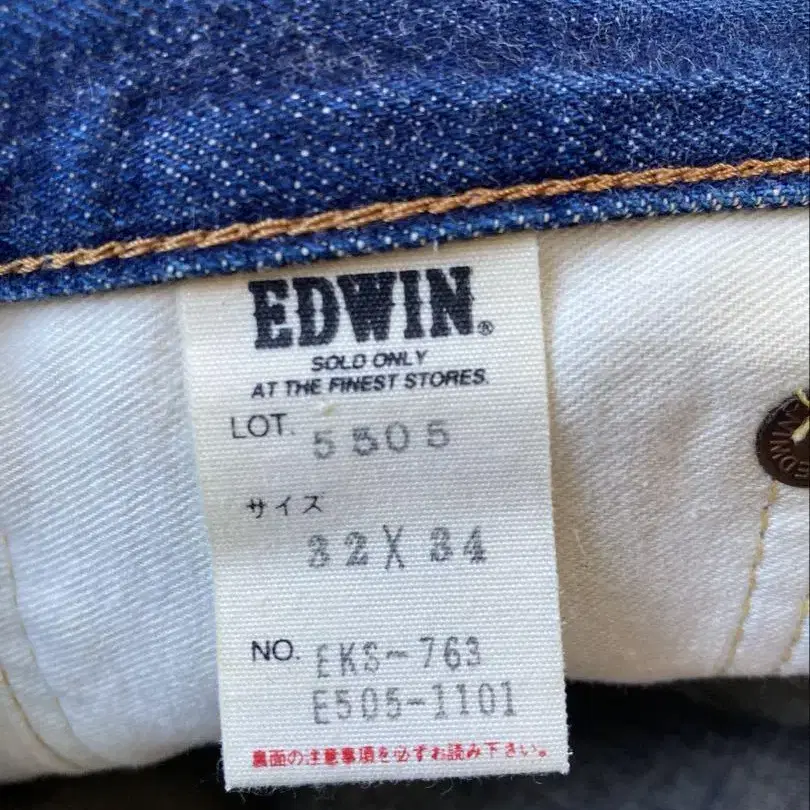 EDWIN®
SOLD ONLY
AT THE FINEST STORES.
LOT. 5505
サイズ
32X34
NO. EKS-763
E505-1101
裏面の注意事項を必ずお読み下さい。
EDWIN